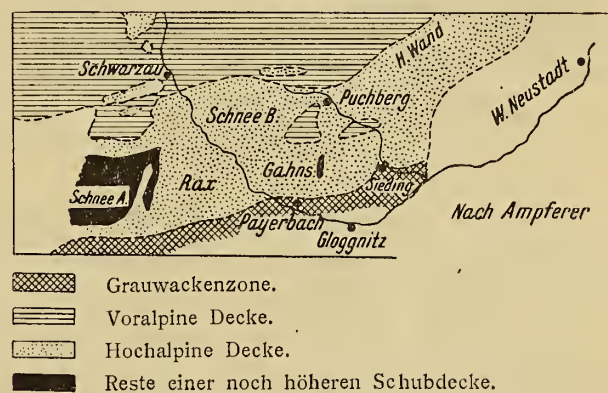 H. Wand
Schwarzau
W. Neustadt
Puchberg
Schnee B.
Gahns.
Sieding
Schnee A.
Rax
Payerbach
Nach Ampferer
Gloggnitz
Grauwackenzone.
Voralpine Decke.
Hochalpine Decke.
Reste einer noch höheren Schubdecke.